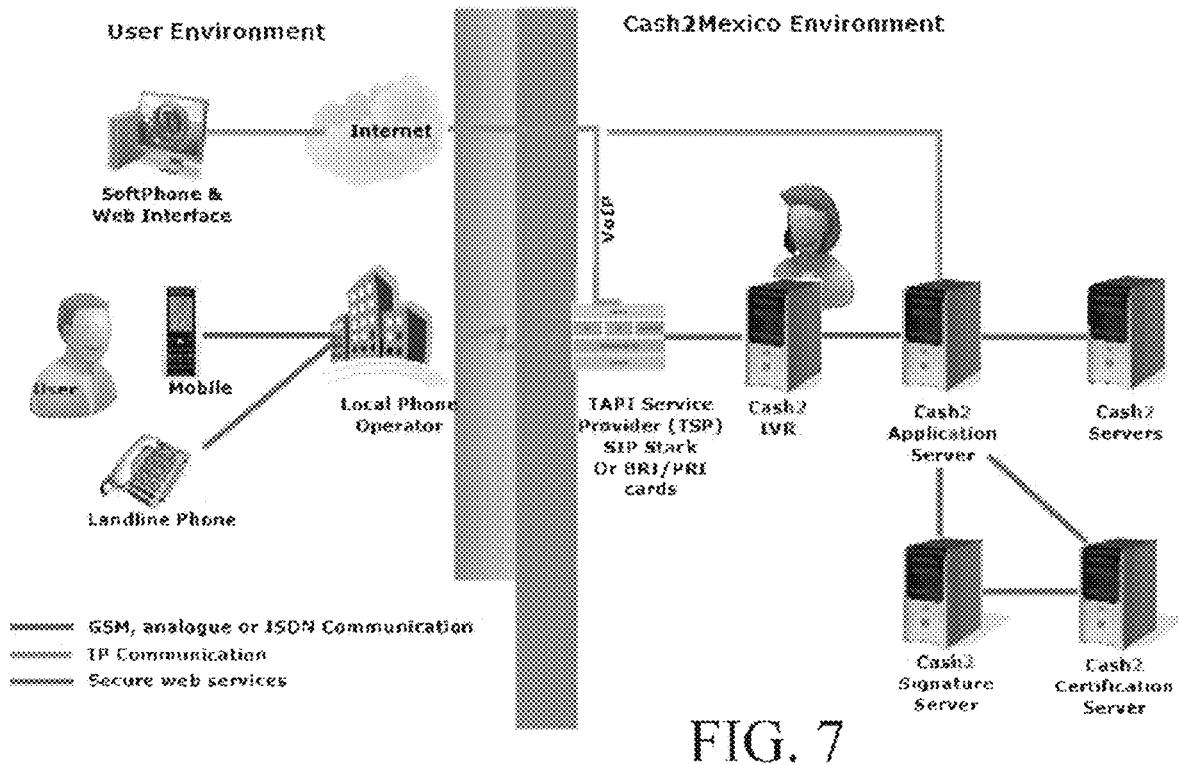 User Environment
Cash2Mexico Environment
Internet
SoftPhone &
Web Interface
VoIP
User
Mobile
Local Phone
Operator
TAPI Service
Provider (TSP)
SIP Stark
Or BRI/PRI
cards
Cash2
IVR
Cash2
Application
Server
Cash2
Servers
Landline Phone
GSM, analogue or ISDN Communication
IP Communication
Secure web services
Cash2
Signature
Server
Cash2
Certification
Server
FIG. 7